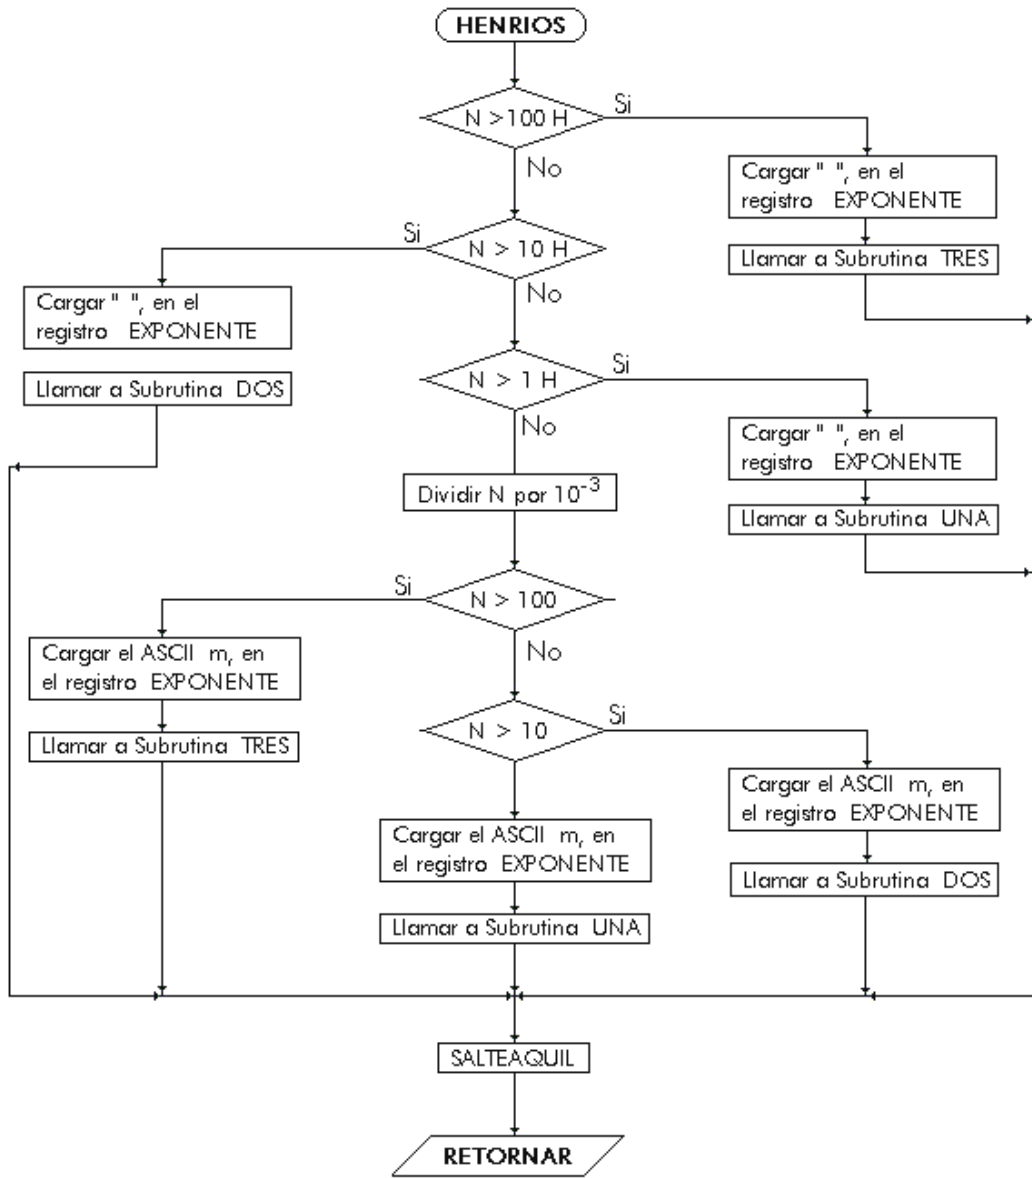 HENRIOS
N >100 H
Si
No
Cargar " ", en el
registro EXPONENTE
Llamar a Subrutina TRES
N > 10 H
Si
No
Cargar " ", en el
registro EXPONENTE
Llamar a Subrutina DOS
N > 1 H
Si
No
Cargar " ", en el
registro EXPONENTE
Llamar a Subrutina UNA
Dividir N por 10⁻³
N > 100
Si
No
Cargar el ASCII m, en
el registro EXPONENTE
Llamar a Subrutina TRES
N > 10
Si
Cargar el ASCII m, en
el registro EXPONENTE
Llamar a Subrutina DOS
Cargar el ASCII m, en
el registro EXPONENTE
Llamar a Subrutina UNA
SALTEAQUIL
RETORNAR